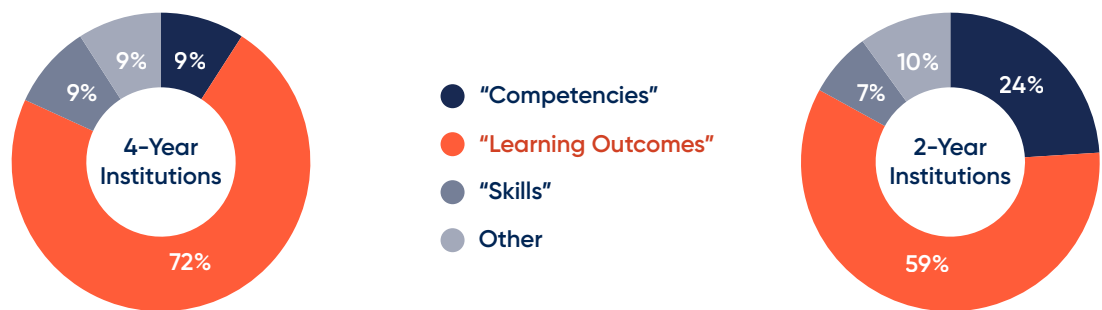 9%
9%
9%
72%
4-Year
Institutions
“Competencies”
“Learning Outcomes”
“Skills”
Other
10%
24%
7%
59%
2-Year
Institutions